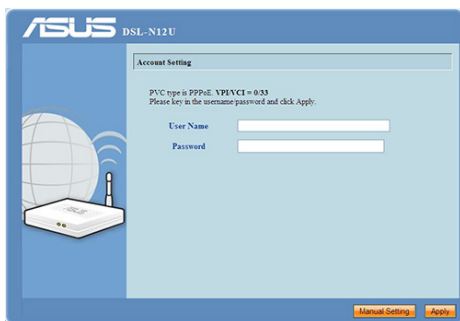 ASUS DSL-N12U
Account Setting
PVC type is PPPoE. VPI/VCI = 0/33
Please key in the username/password and click Apply.
User Name
Password
Manual Setting Apply